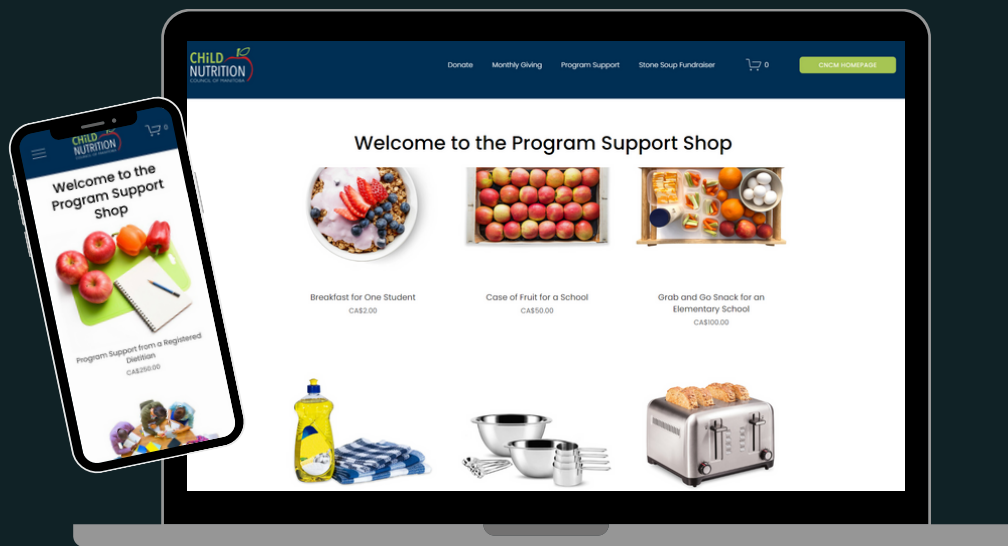 CHiLD
NUTRITION
COUNCIL OF MANITOBA
Donate
Monthly Giving
Program Support
Stone Soup Fundraiser
0
CNCM HOMEPAGE
Welcome to the Program Support Shop
Breakfast for One Student
CA$2.00
Case of Fruit for a School
CA$50.00
Grab and Go Snack for an
Elementary School
CA$100.00
CHiLD
NUTRITION
COUNCIL OF MANITOBA
0
Welcome to the
Program Support
Shop
Program Support from a Registered
Dietitian
CA$250.00